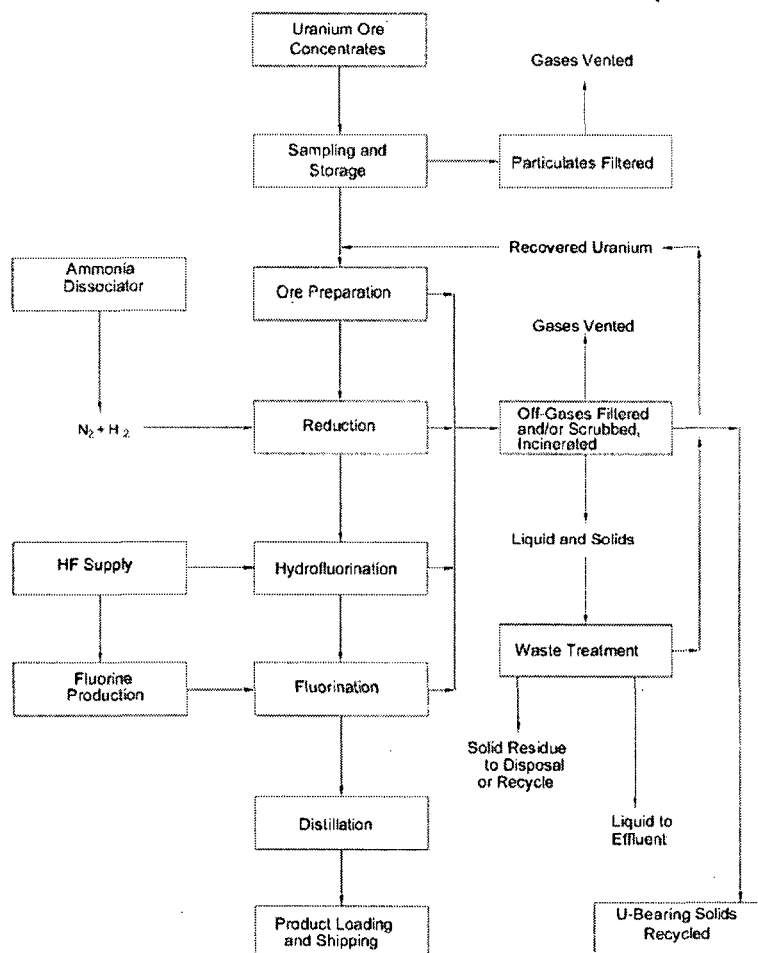 Uranium Ore
Concentrates
Gases Vented
Sampling and
Storage
Particulates Filtered
Recovered Uranium
Ammonia
Dissociator
Ore Preparation
Gases Vented
N₂ + H₂
Reduction
Off-Gases Filtered
and/or Scrubbed,
Incinerated
Liquid and Solids
HF Supply
Hydrofluorination
Waste Treatment
Fluorine
Production
Fluorination
Solid Residue
to Disposal
or Recycle
Distillation
Liquid to
Effluent
Product Loading
and Shipping
U-Bearing Solids
Recycled